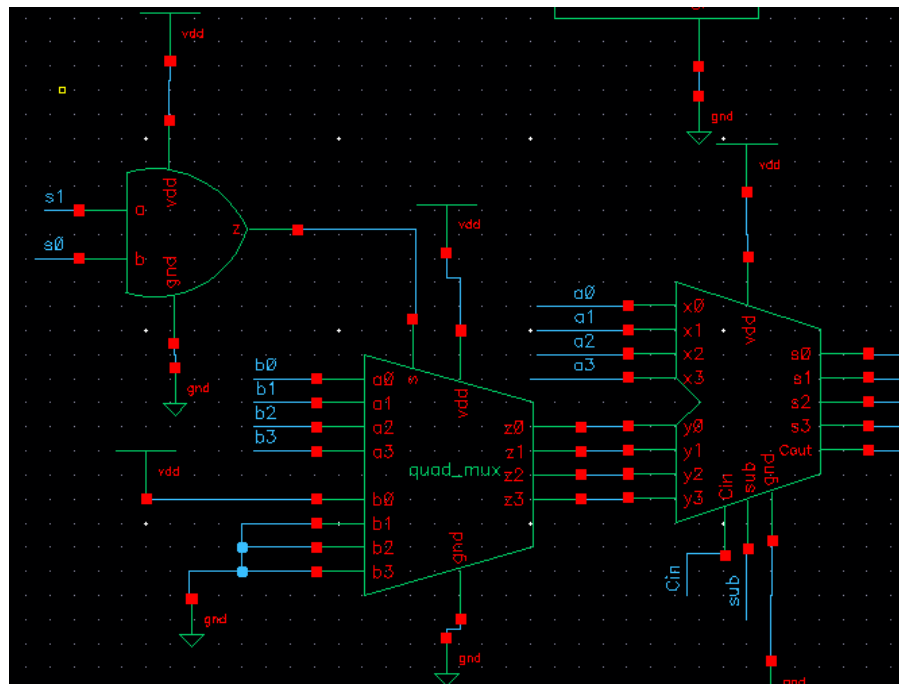 vdd
gnd
vdd
s1
a
vdd
z
s0
b
gnd
vdd
a0
x0
a1
x1
vdd
a2
x2
s0
a3
x3
s1
b0
a0
s
s2
b1
a1
vdd
s3
b2
a2
z0
y0
Cout
b3
a3
z1
y1
gnd
vdd
quad_mux
z2
y2
Cin
sub
gnd
b0
z3
y3
b1
b2
gnd
b3
Cin
sub
gnd
gnd
gnd